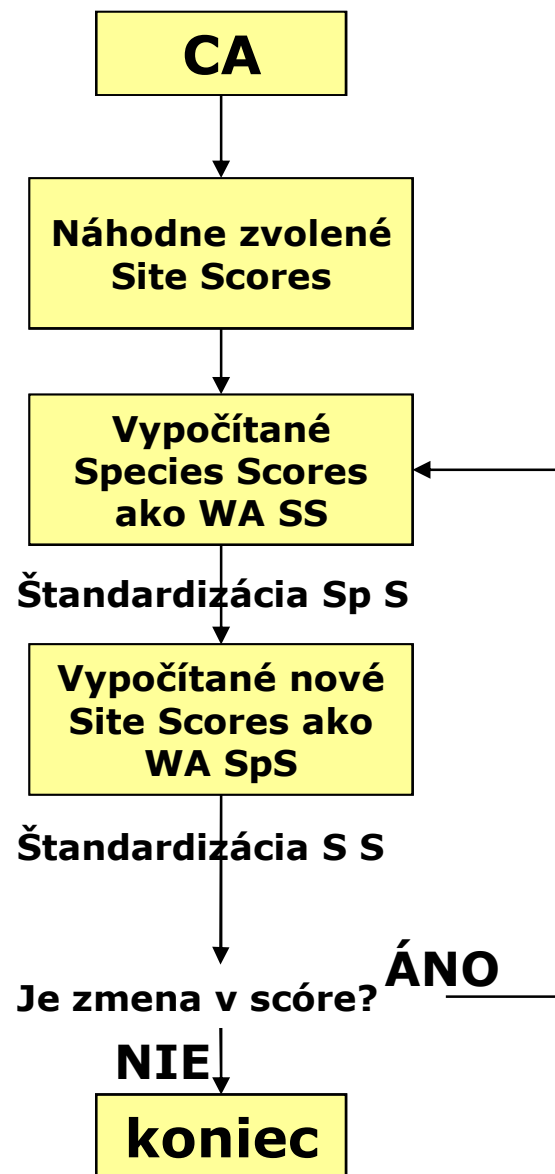 CA
Náhodne zvolené
Site Scores
Vypočítané
Species Scores
ako WA SS
Štandardizácia Sp S
Vypočítané nové
Site Scores ako
WA SpS
Štandardizácia S S
Je zmena v scóre?
ÁNO
NIE
koniec